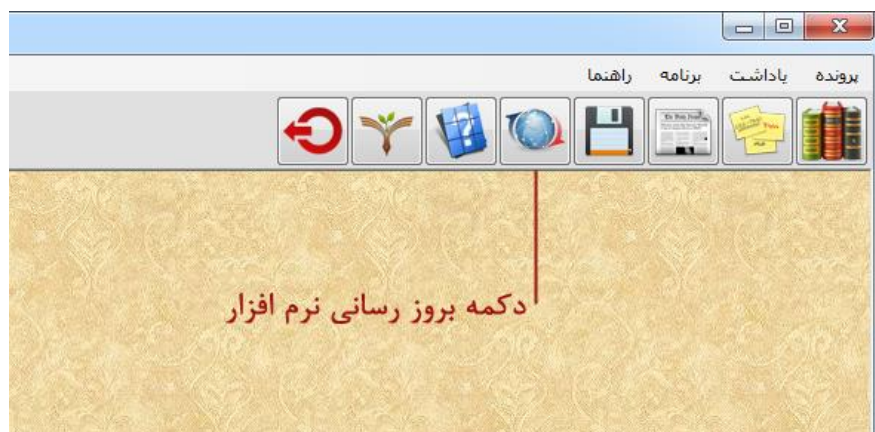 پرونده یاداشت برنامه راهنما
دکمه بروز رسانی نرم افزار